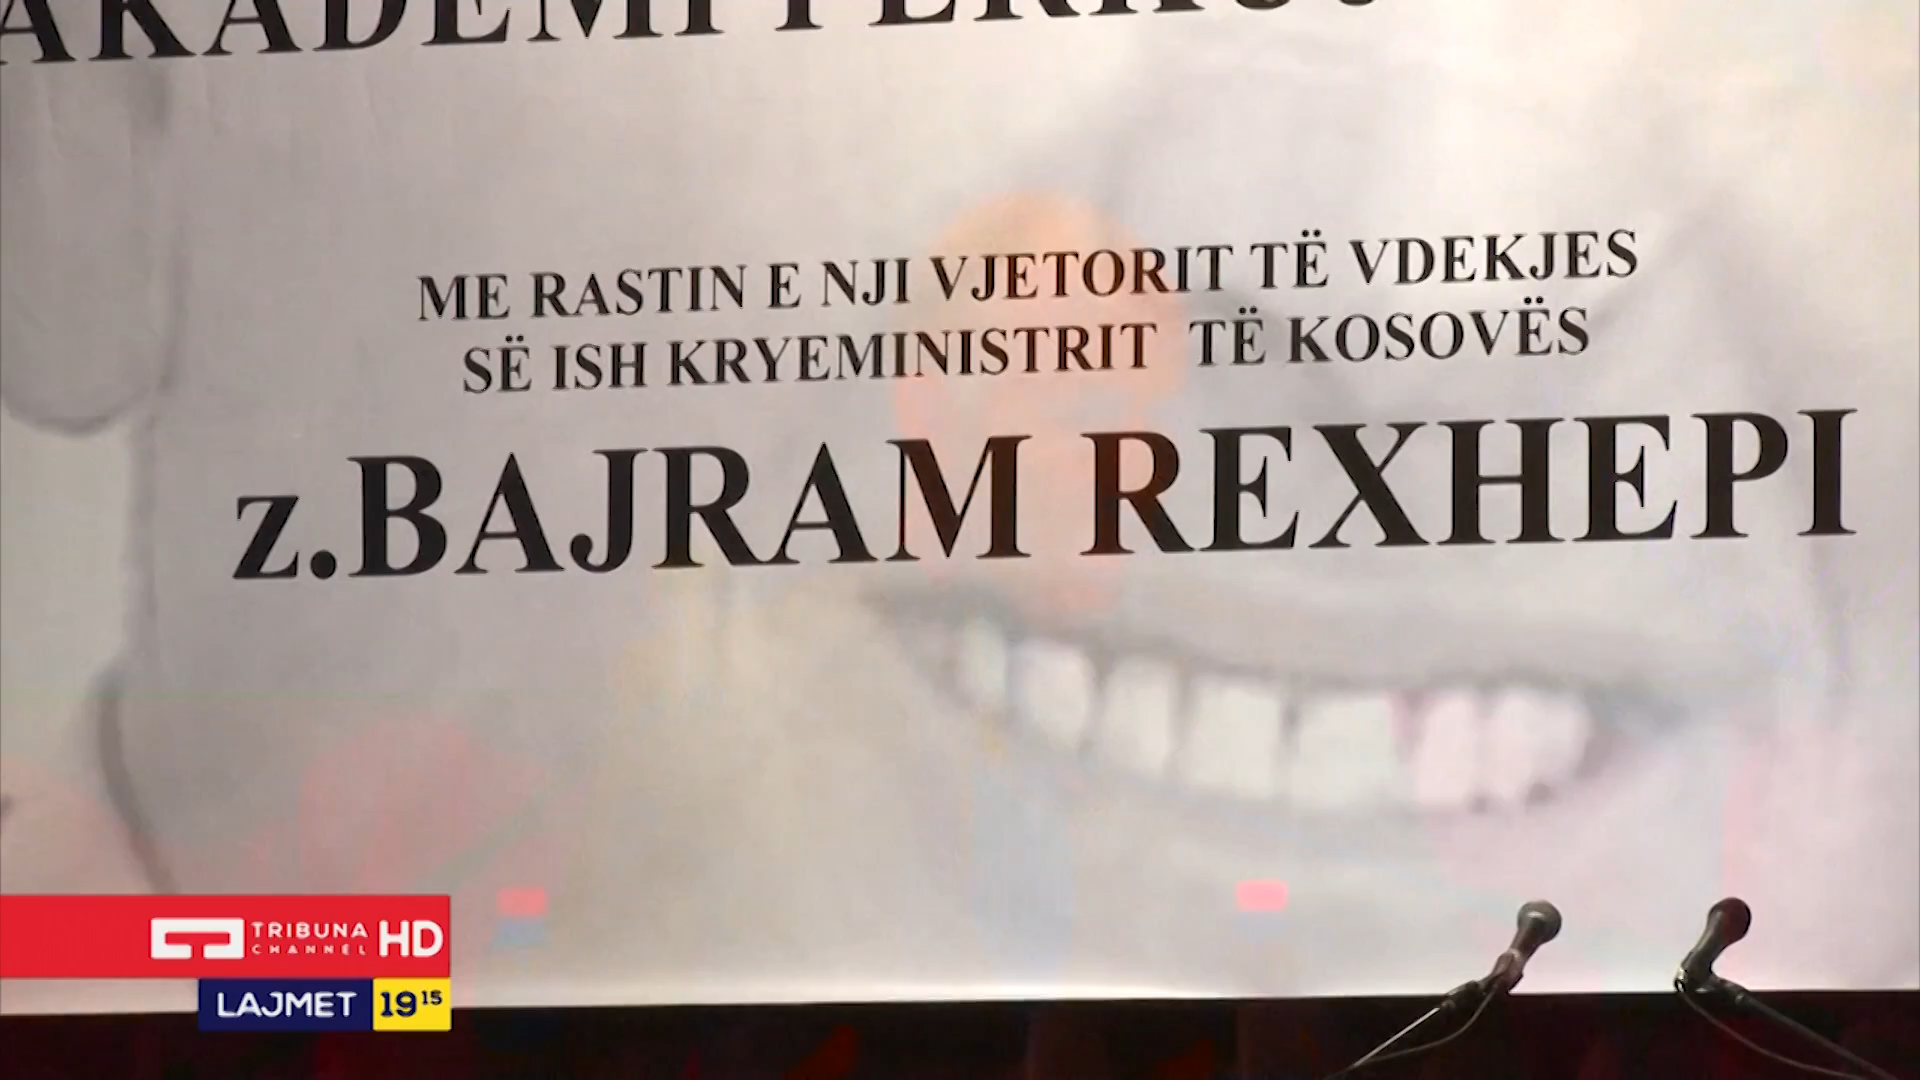 AKADEMI
ME RASTIN E NJI VJETORIT TË VDEKJES
SË ISH KRYEMINISTRIT TË KOSOVËS
z.BAJRAM REXHEPI
TRIBUNA
CHANNEL
HD
LAJMET 19 15